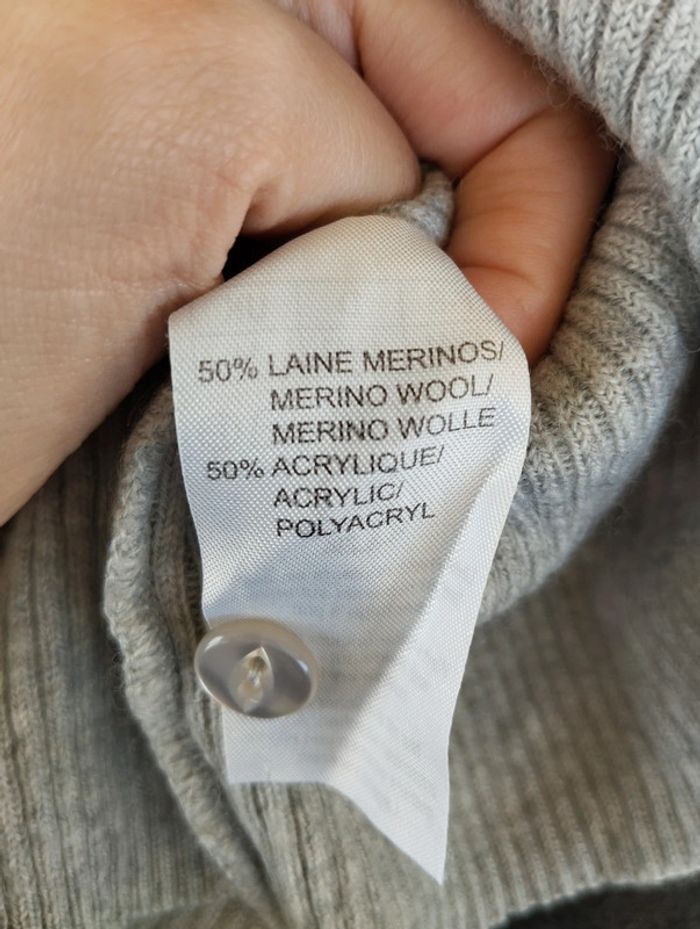 50% LAINE MERINOS/
MERINO WOOL/
MERINO WOLLE
50% ACRYLIQUE/
ACRYLIC/
POLYACRYL